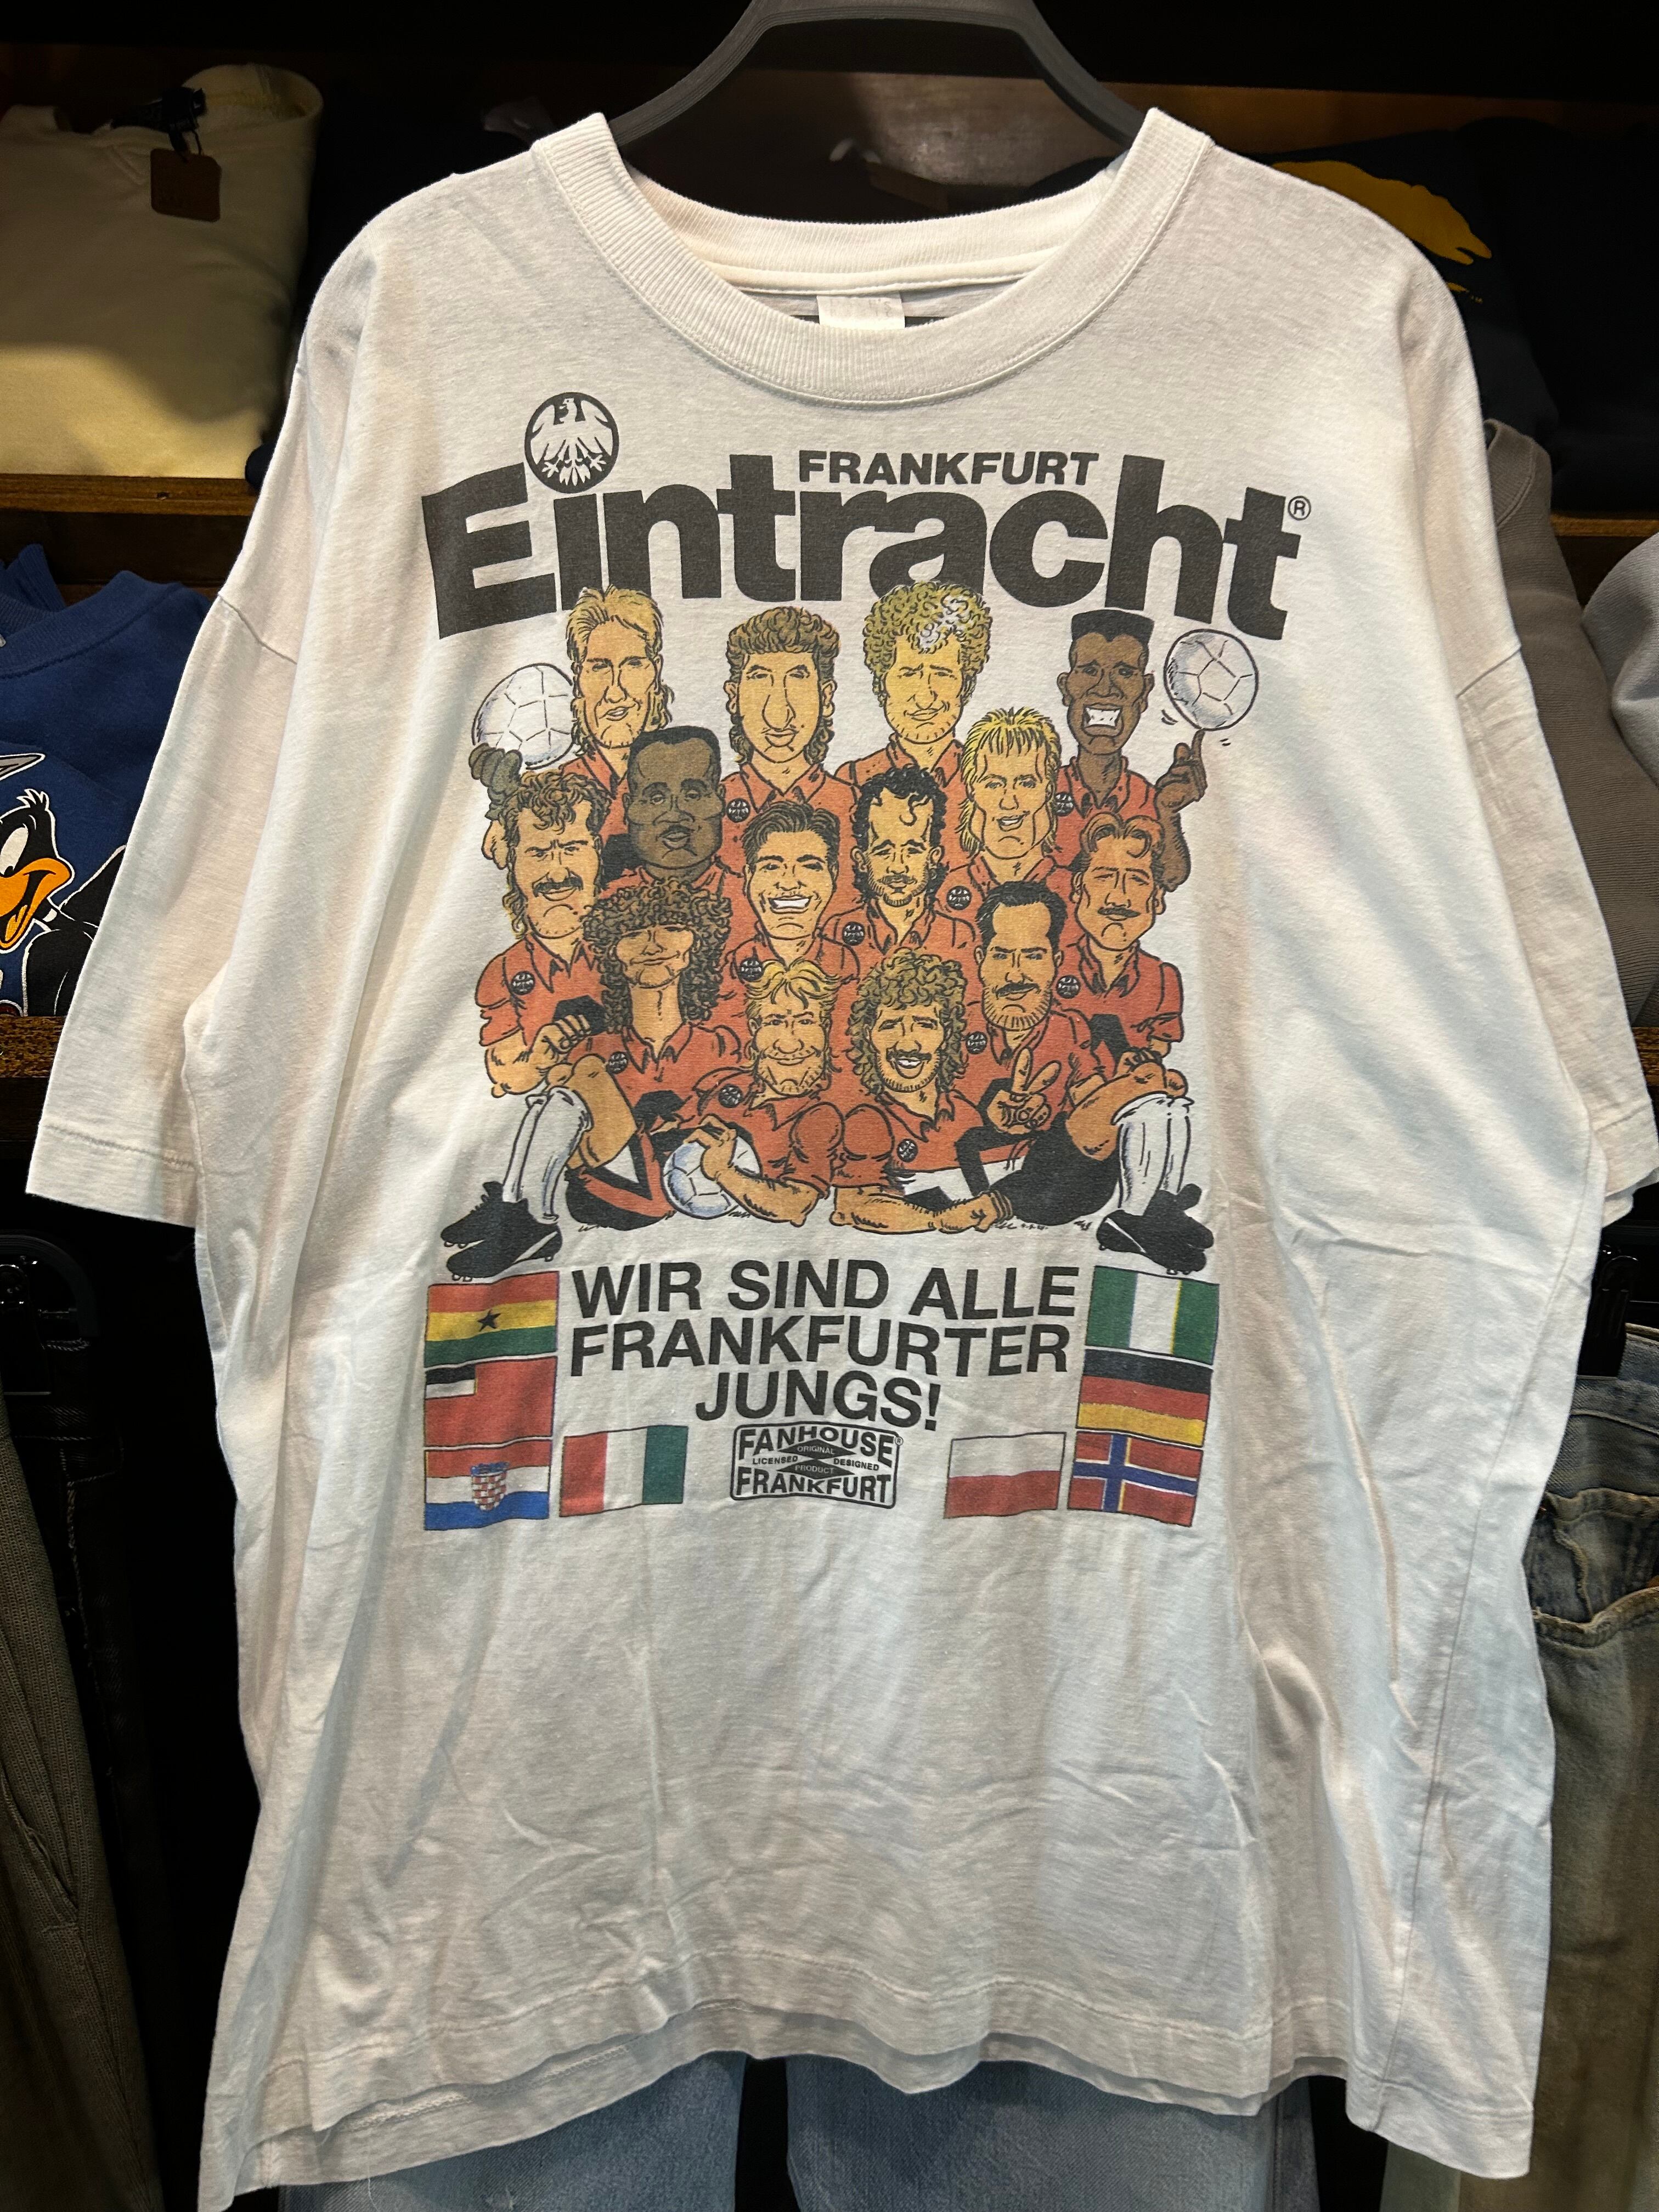 FRANKFURT
Eintracht®
WIR SIND ALLE
FRANKFURTER
JUNGS!
FANHOUSE®
ORIGINAL
LICENSED DESIGNED
PRODUCT
FRANKFURT